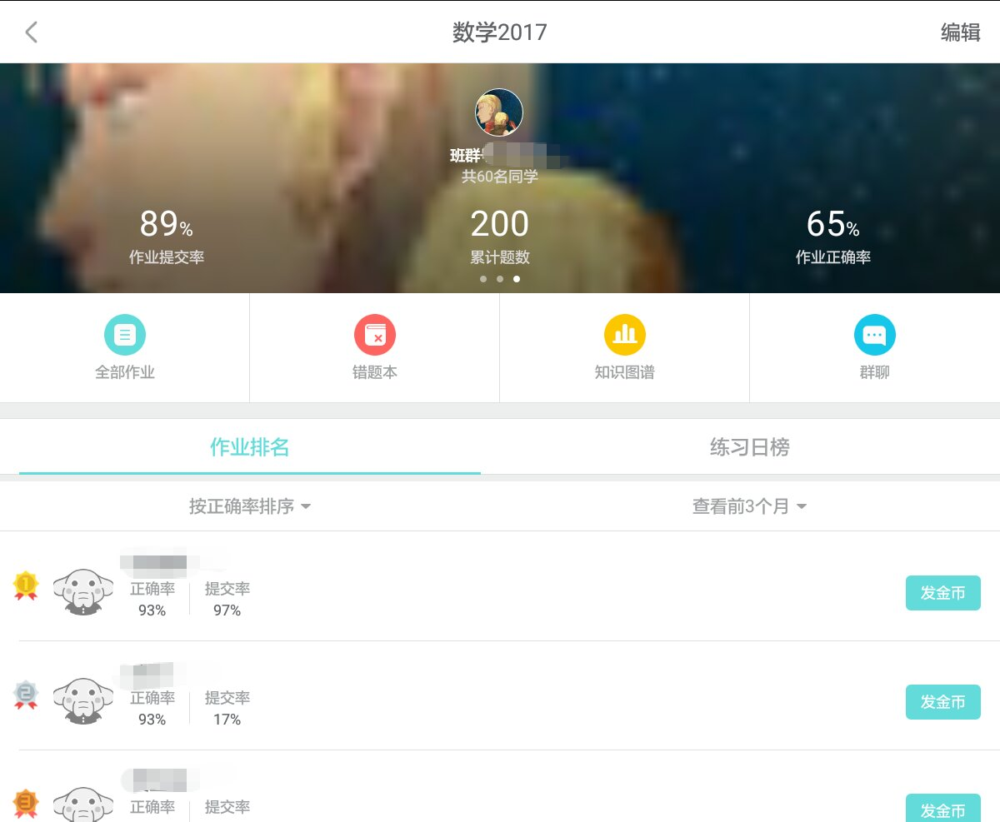 数学2017
编辑
班群
共60名同学
89%
作业提交率
200
累计题数
65%
作业正确率
全部作业
错题本
知识图谱
群聊
作业排名
练习日榜
按正确率排序
查看前3个月
1
正确率
提交率
93%
97%
发金币
2
正确率
提交率
93%
17%
发金币
3
正确率
提交率
发金币